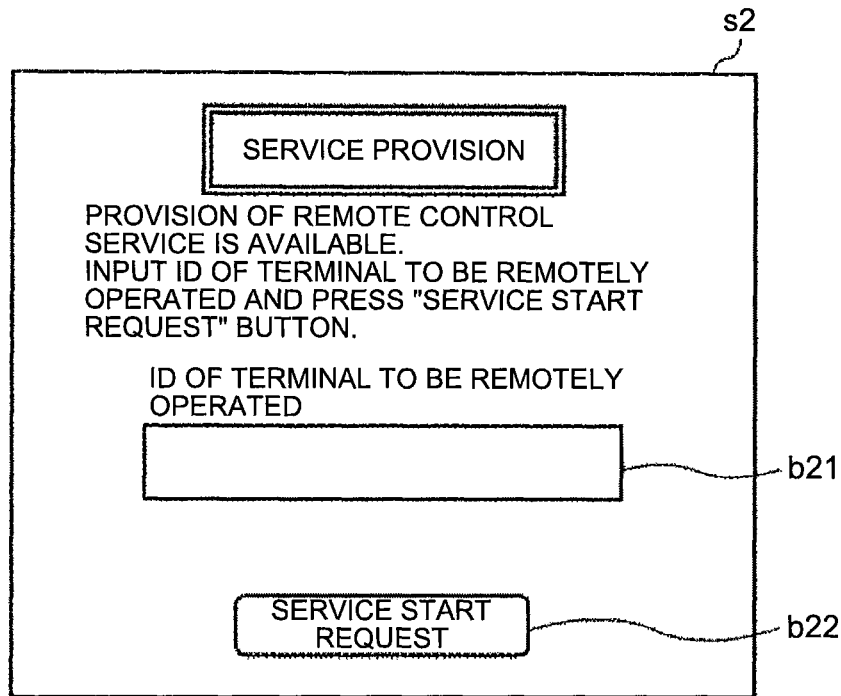 s2
SERVICE PROVISION
PROVISION OF REMOTE CONTROL
SERVICE IS AVAILABLE.
INPUT ID OF TERMINAL TO BE REMOTELY
OPERATED AND PRESS "SERVICE START
REQUEST" BUTTON.
ID OF TERMINAL TO BE REMOTELY
OPERATED
b21
SERVICE START
REQUEST
b22